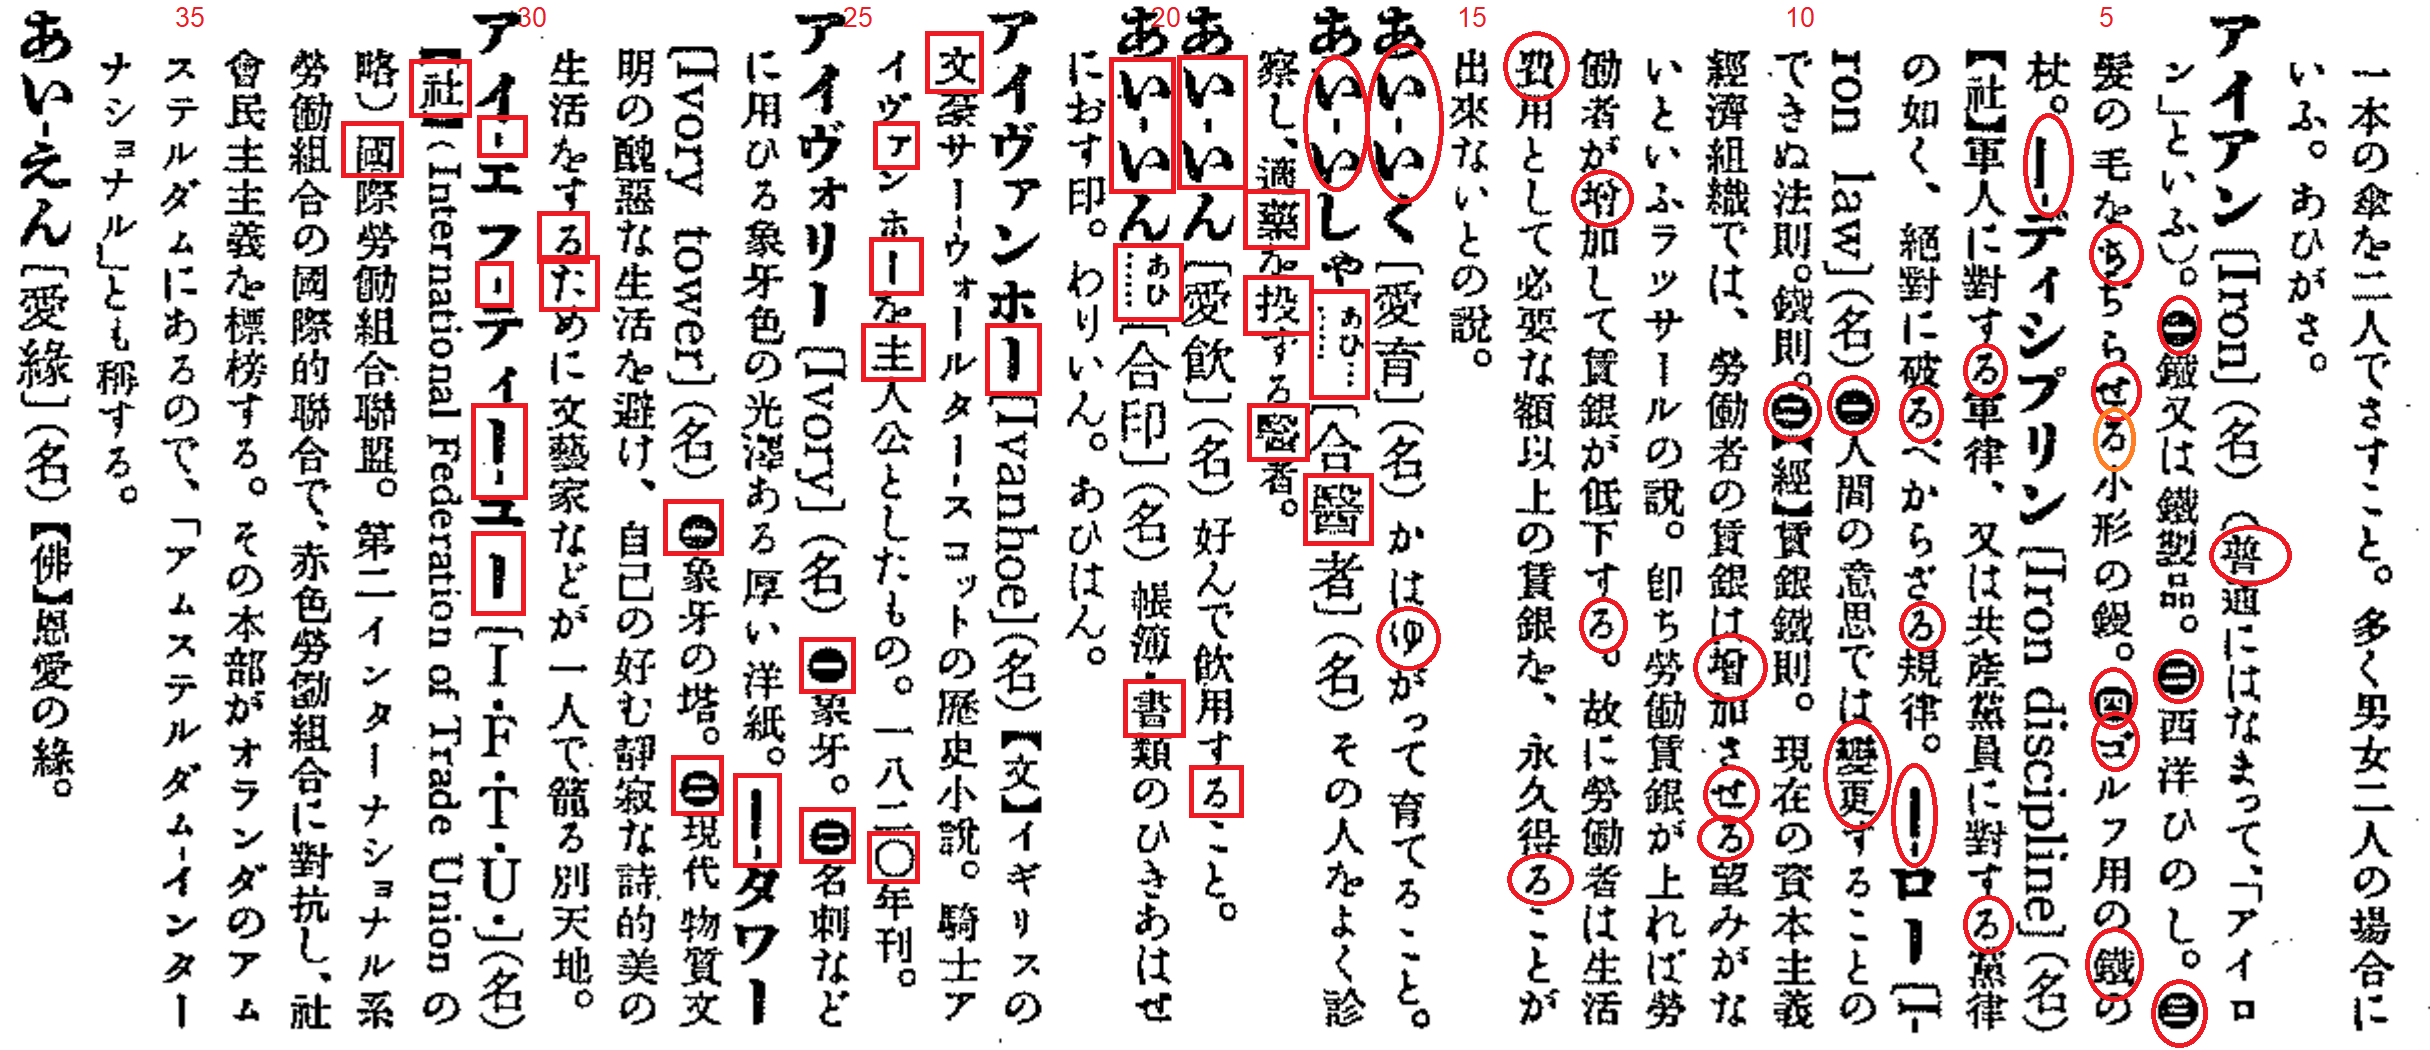 一本の傘を二人でさすこと。多く男女二人の場合に
いふ。あひがさ。
アイアン〔Iron〕(名)(普通にはなまって、「アイロ
ン」といふ)。㊀鐵又は鐵製品。㊁西洋ひのし。㊂
髮の毛をちぢらせる小形の鏝。㊃ゴルフ用の鐵の
杖。━-ディシプリン〔Iron discipline〕(名)
【社】軍人に對する軍律、又は共產黨員に對する黨律
の如く、絕對に破るべからざる規律。━-ロー〔I-
ron law〕(名)㊀人間の意思では變更することの
できぬ法則。鐵則。㊁【經】賃銀鐵則。現在の資本主義
經濟組織では、勞働者の賃銀は增加させる望みがな
いといふラッサールの說。卽ち勞働賃銀が上れば勞
働者が增加して賃銀が低下する。故に勞働者は生活
費用として必要な額以上の賃銀を、永久得ることが
出來ないとの說。
あい-いく〔愛育〕(名)かはゆがって育てること。
あい-いしゃ あひ…〔合醫者〕(名)その人をよく診
察し、適藥を投する醫者。
あい-いん〔愛飮〕(名)好んで飮用すること。
あい-いん あひ……〔合印〕(名)帳簿・書類のひきあはせ
におす印。わりいん。あひはん。
アイヴァンホー〔Ivanhoe〕(名)【文】イギリスの
文豪サー-ウォールター-スコットの歷史小說。騎士ア
イヴァンホーを主人公としたもの。一八二〇年刊。
アイヴォリー〔Ivory〕(名)㊀象牙。㊁名刺など
に用ひる象牙色の光澤ある厚い洋紙。━-タワー
〔Ivory tower〕(名)㊀象牙の塔。㊁現代物質文
明の醜惡な生活を避け、自己の好む靜寂な詩的美の
生活をするために文藝家などが一人で籠る別天地。
アイ-エフ-ティー-ユー〔I.F.T.U.〕(名)
【社】(International Federation of Trade Union の
略)國際勞働組合聯盟。第二インターナショナル系
勞働組合の國際的聯合で、赤色勞働組合に對抗し、社
會民主主義を標榜する。その本部がオランダのアム
ステルダムにあるので、「アムステルダム-インター
ナショナル」とも稱する。
あい-えん〔愛緣〕(名)【佛】恩愛の緣。
5
10
15
20
25
30
35